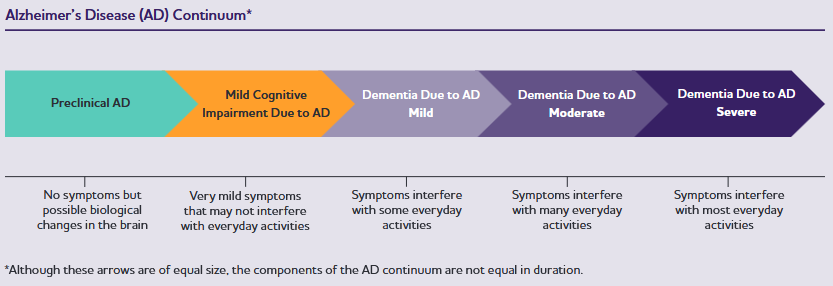 Alzheimer's Disease (AD) Continuum*
Preclinical AD
Mild Cognitive
Impairment Due to AD
Dementia Due to AD
Mild
Dementia Due to AD
Moderate
Dementia Due to AD
Severe
No symptoms but
possible biological
changes in the brain
Very mild symptoms
that may not interfere
with everyday activities
Symptoms interfere
with some everyday
activities
Symptoms interfere
with many everyday
activities
Symptoms interfere
with most everyday
activities
*Although these arrows are of equal size, the components of the AD continuum are not equal in duration.